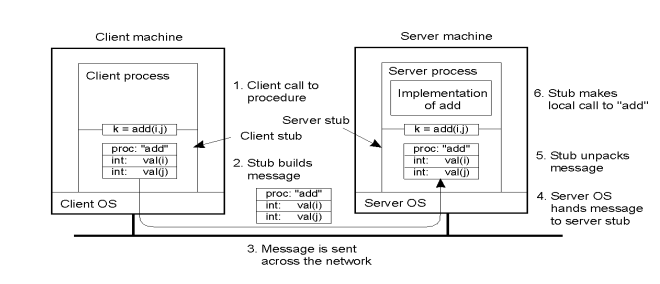 Client machine
Server machine
Client process
1. Client call to
procedure
Server process
Implementation
of add
6. Stub makes
local call to "add"
Server stub
k = add(i,j)
k = add(i,j)
Client stub
proc: "add"
int: val(i)
int: val(j)
2. Stub builds
message
proc: "add"
int: val(i)
int: val(j)
proc: "add"
int: val(i)
int: val(j)
5. Stub unpacks
message
Client OS
Server OS
4. Server OS
hands message
to server stub
3. Message is sent
across the network